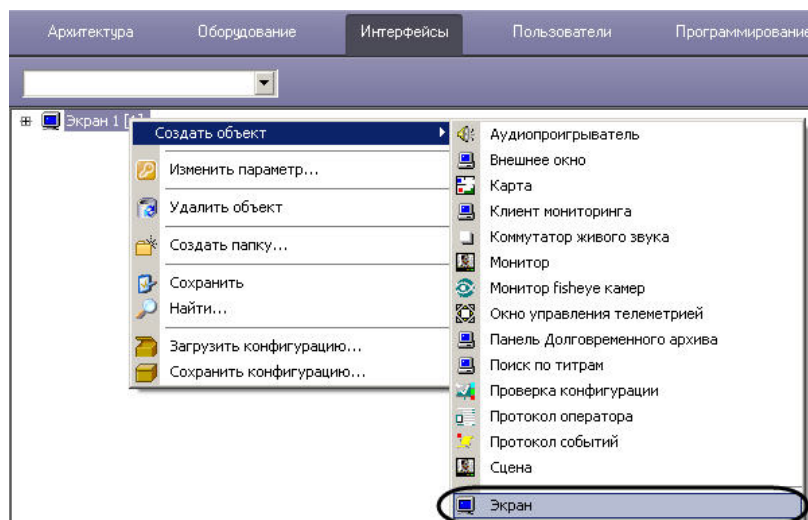 Архитектура Оборудование Интерфейсы Пользователи Программирование
Экран 1 [1]
Создать объект
Изменить параметр...
Удалить объект
Создать папку...
Сохранить
Найти...
Загрузить конфигурацию...
Сохранить конфигурацию...
Аудиопроигрыватель
Внешнее окно
Карта
Клиент мониторинга
Коммутатор живого звука
Монитор
Монитор fisheye камер
Окно управления телеметрией
Панель Долговременного архива
Поиск по титрам
Проверка конфигурации
Протокол оператора
Протокол событий
Сцена
Экран